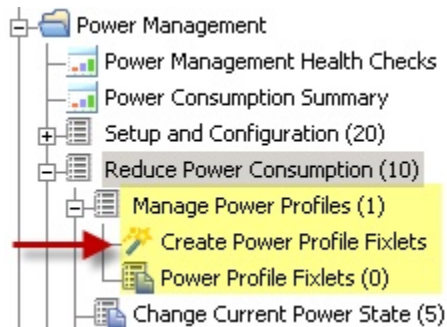 Power Management
Power Management Health Checks
Power Consumption Summary
Setup and Configuration (20)
Reduce Power Consumption (10)
Manage Power Profiles (1)
Create Power Profile Fixlets
Power Profile Fixlets (0)
Change Current Power State (5)